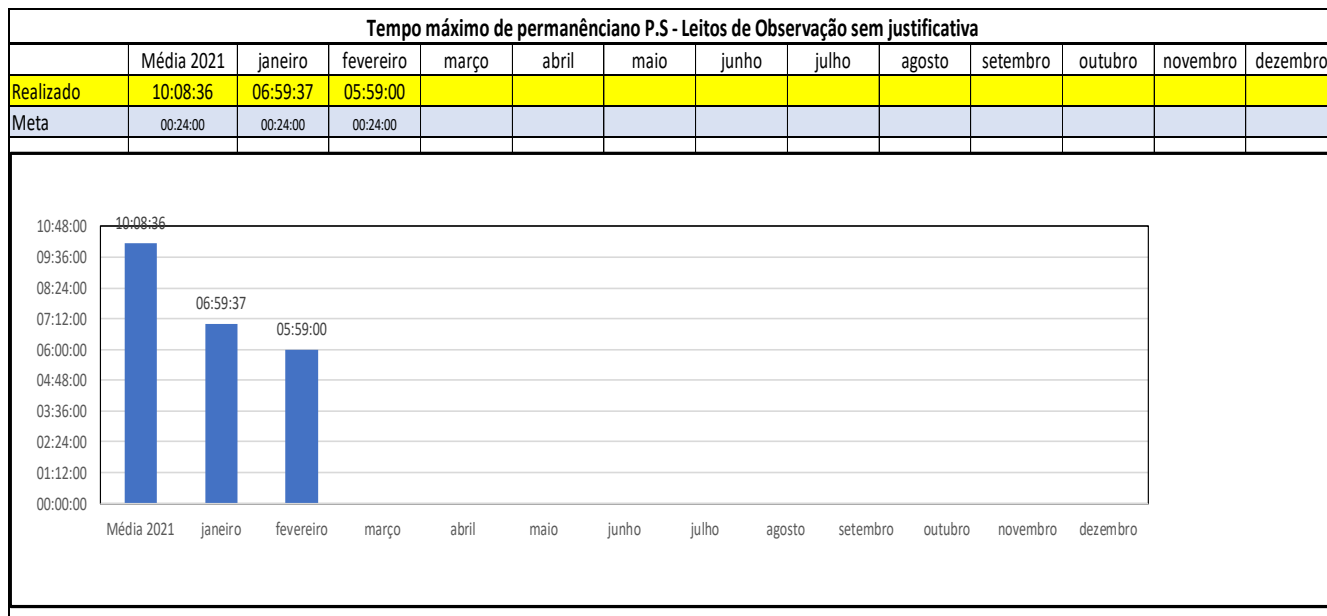 Tempo máximo de permanênciano P.S - Leitos de Observação sem justificativa
Média 2021 janeiro fevereiro março abril maio junho julho agosto setembro outubro novembro dezembro
Realizado 10:08:36 06:59:37 05:59:00
Meta 00:24:00 00:24:00 00:24:00
10:48:00
10:08:36
09:36:00
08:24:00
06:59:37
07:12:00
05:59:00
06:00:00
04:48:00
03:36:00
02:24:00
01:12:00
00:00:00
Média 2021 janeiro fevereiro março abril maio junho julho agosto setembro outubro novembro dezembro